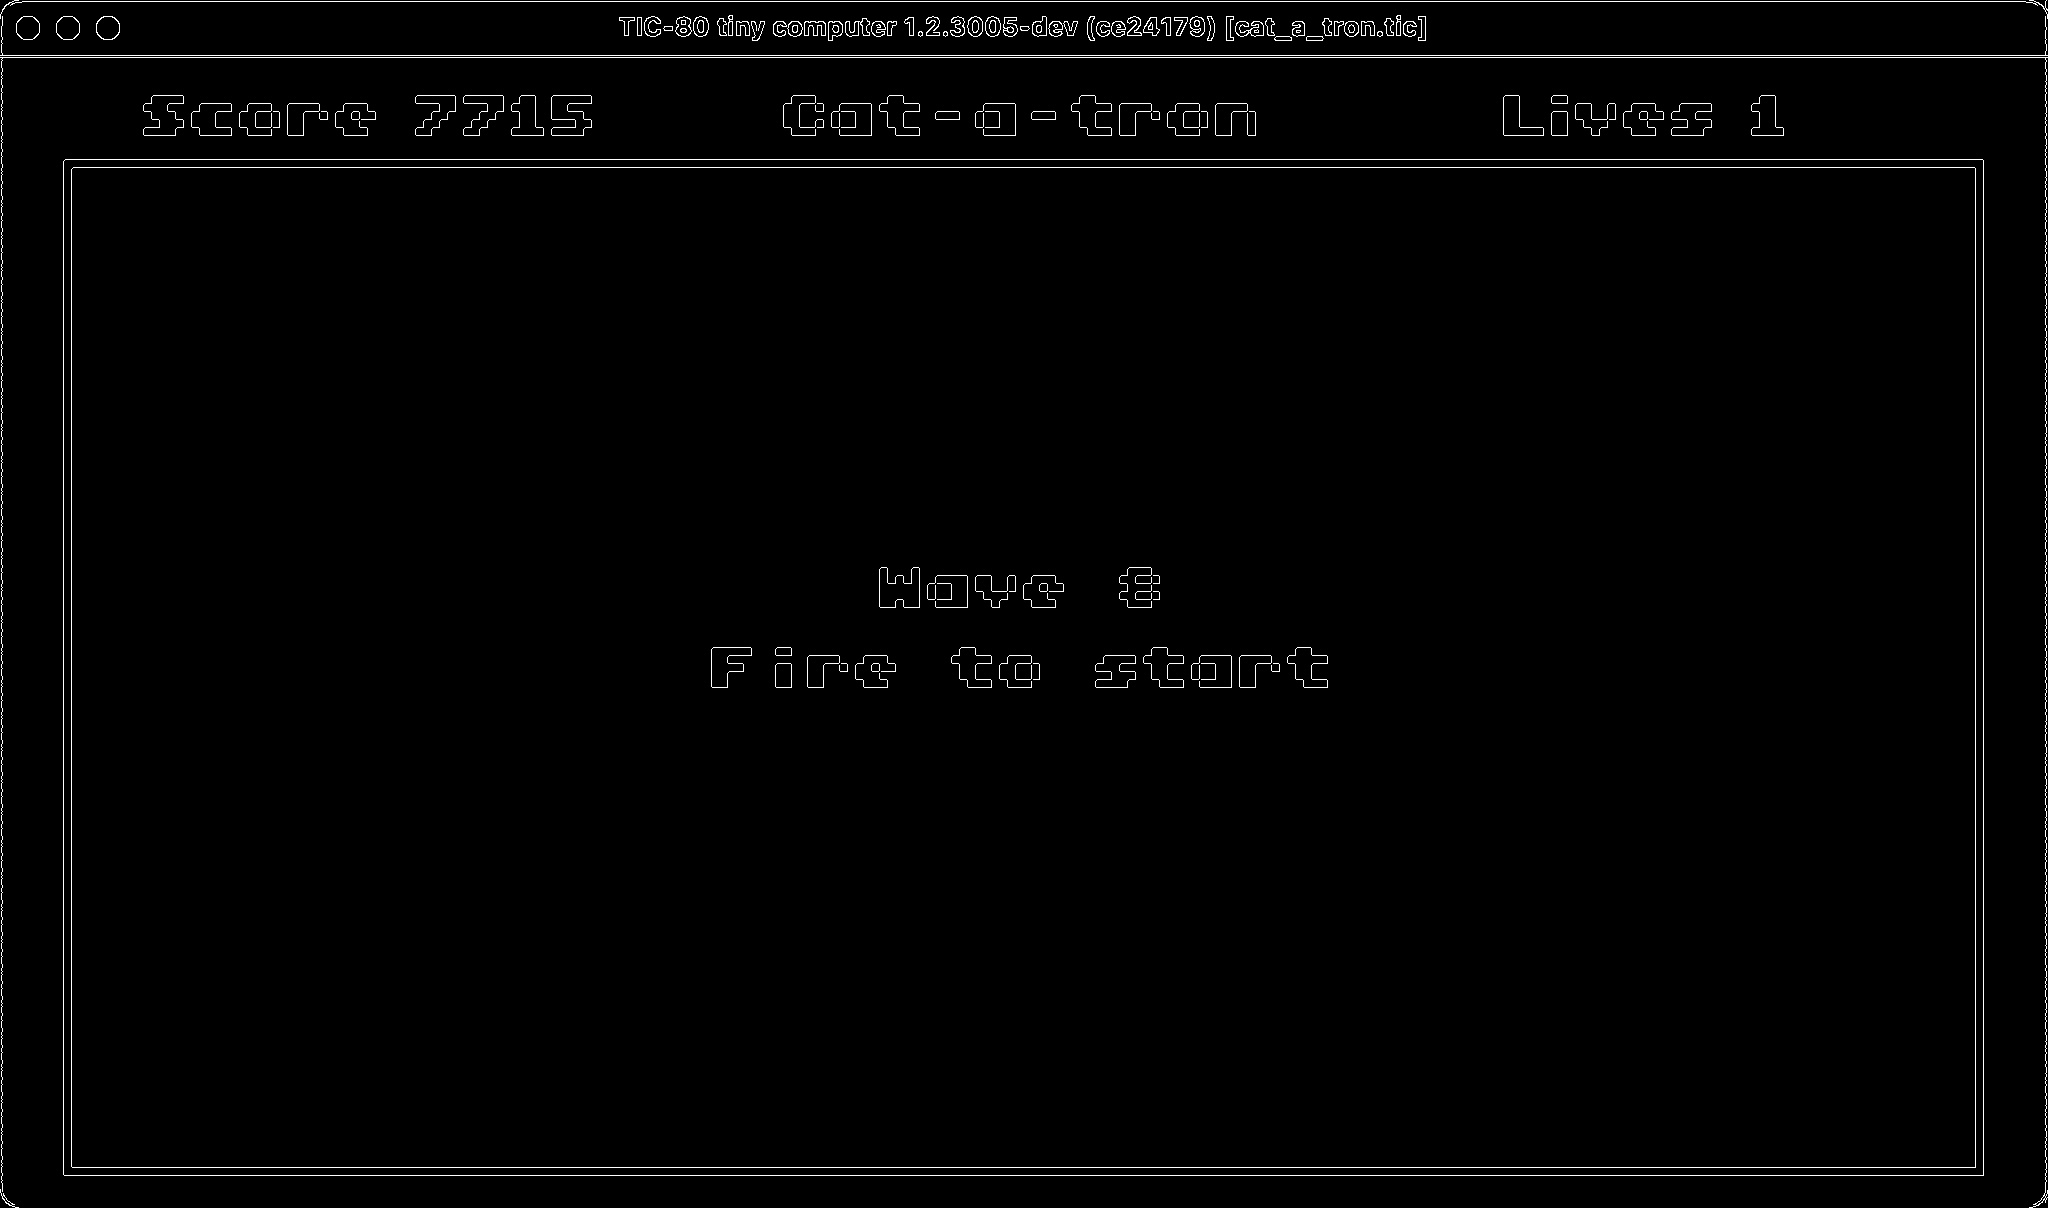 TIC-80 tiny computer 1.2.3005-dev (ce24179) [cat_a_tron.tic]
Score 7715 Cat-a-tron Lives 1
Wave 8
Fire to start